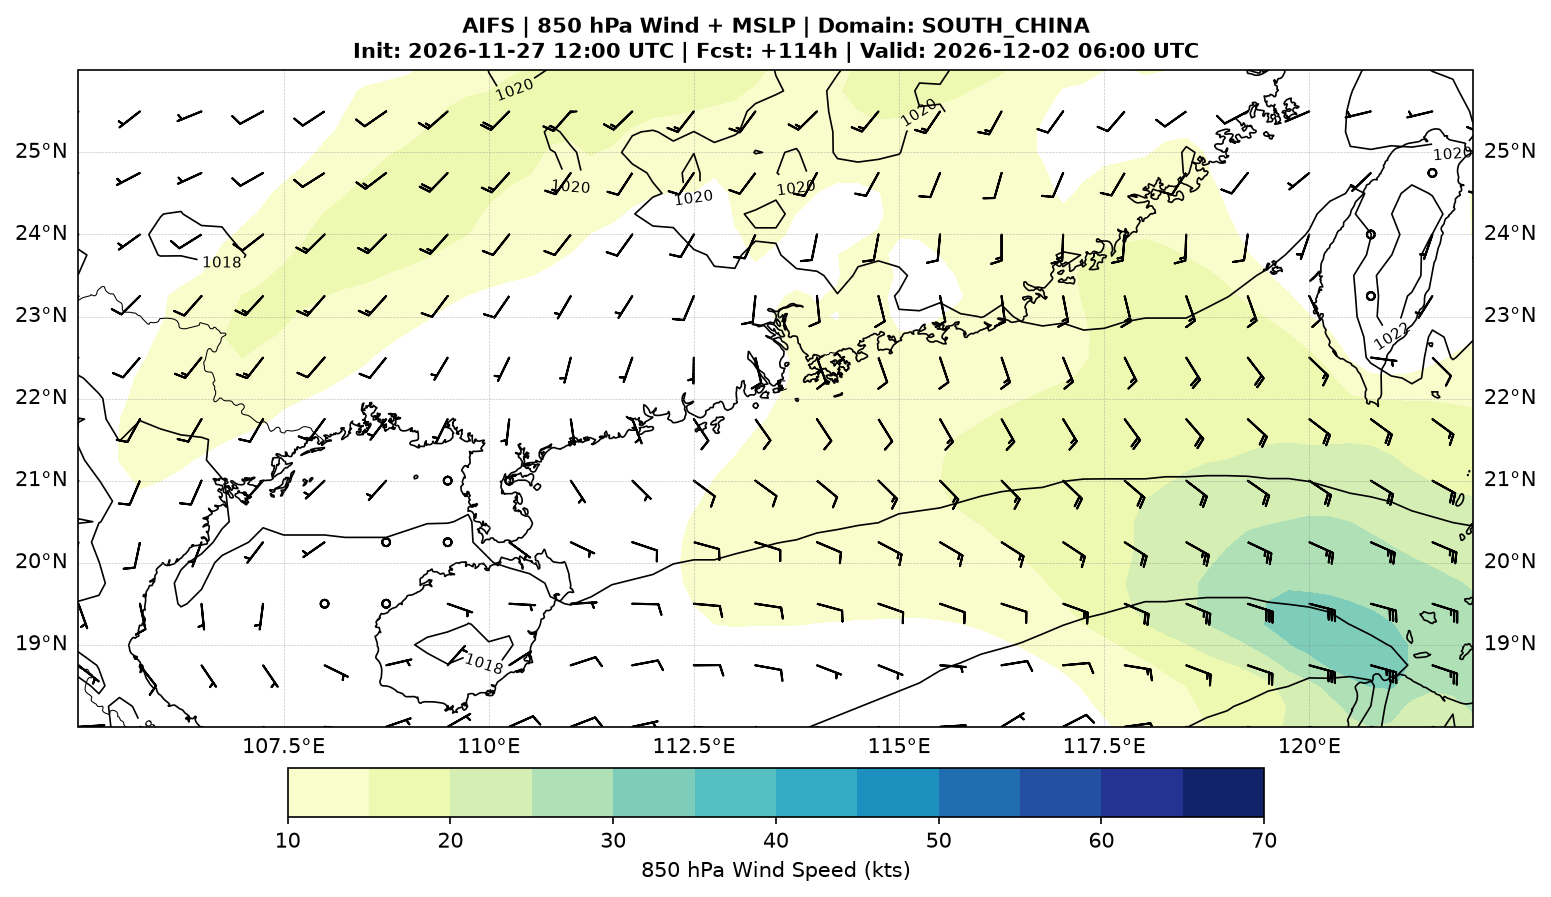 AIFS | 850 hPa Wind + MSLP | Domain: SOUTH_CHINA
Init: 2026-11-27 12:00 UTC | Fcst: +114h | Valid: 2026-12-02 06:00 UTC
1020
1020
1020
1020
1020
1020
1018
1022
1018
25°N
24°N
23°N
22°N
21°N
20°N
19°N
25°N
24°N
23°N
22°N
21°N
20°N
19°N
107.5°E
110°E
112.5°E
115°E
117.5°E
120°E
10
20
30
40
50
60
70
850 hPa Wind Speed (kts)